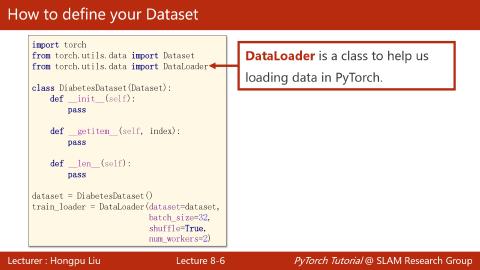 How to define your Dataset
import torch
from torch.utils.data import Dataset
from torch.utils.data import DataLoader
class DiabetesDataset(Dataset):
def __init__(self):
pass
def __getitem__(self, index):
pass
def __len__(self):
pass
dataset = DiabetesDataset()
train_loader = DataLoader(dataset=dataset,
batch_size=32,
shuffle=True,
num_workers=2)
DataLoader is a class to help us
loading data in PyTorch.
Lecturer : Hongpu Liu
Lecture 8-6
PyTorch Tutorial @ SLAM Research Group